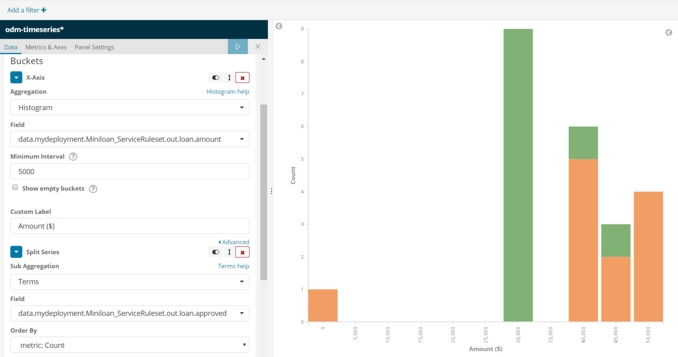 Add a filter +
odm-timeseries*
Data Metrics & Axes Panel Settings
Buckets
X-Axis
Aggregation Histogram help
Histogram
Field
data.mydeployment.Miniloan_ServiceRuleset.out.loan.amount
Minimum Interval ?
5000
Show empty buckets ?
Custom Label
Amount ($)
Advanced
Split Series
Sub Aggregation Terms help
Terms
Field
data.mydeployment.Miniloan_ServiceRuleset.out.loan.approved
Order By
metric: Count
9
8
7
6
5
4
3
2
1
0
Count
0 5,000 10,000 15,000 20,000 25,000 30,000 35,000 40,000 45,000 50,000
Amount ($)